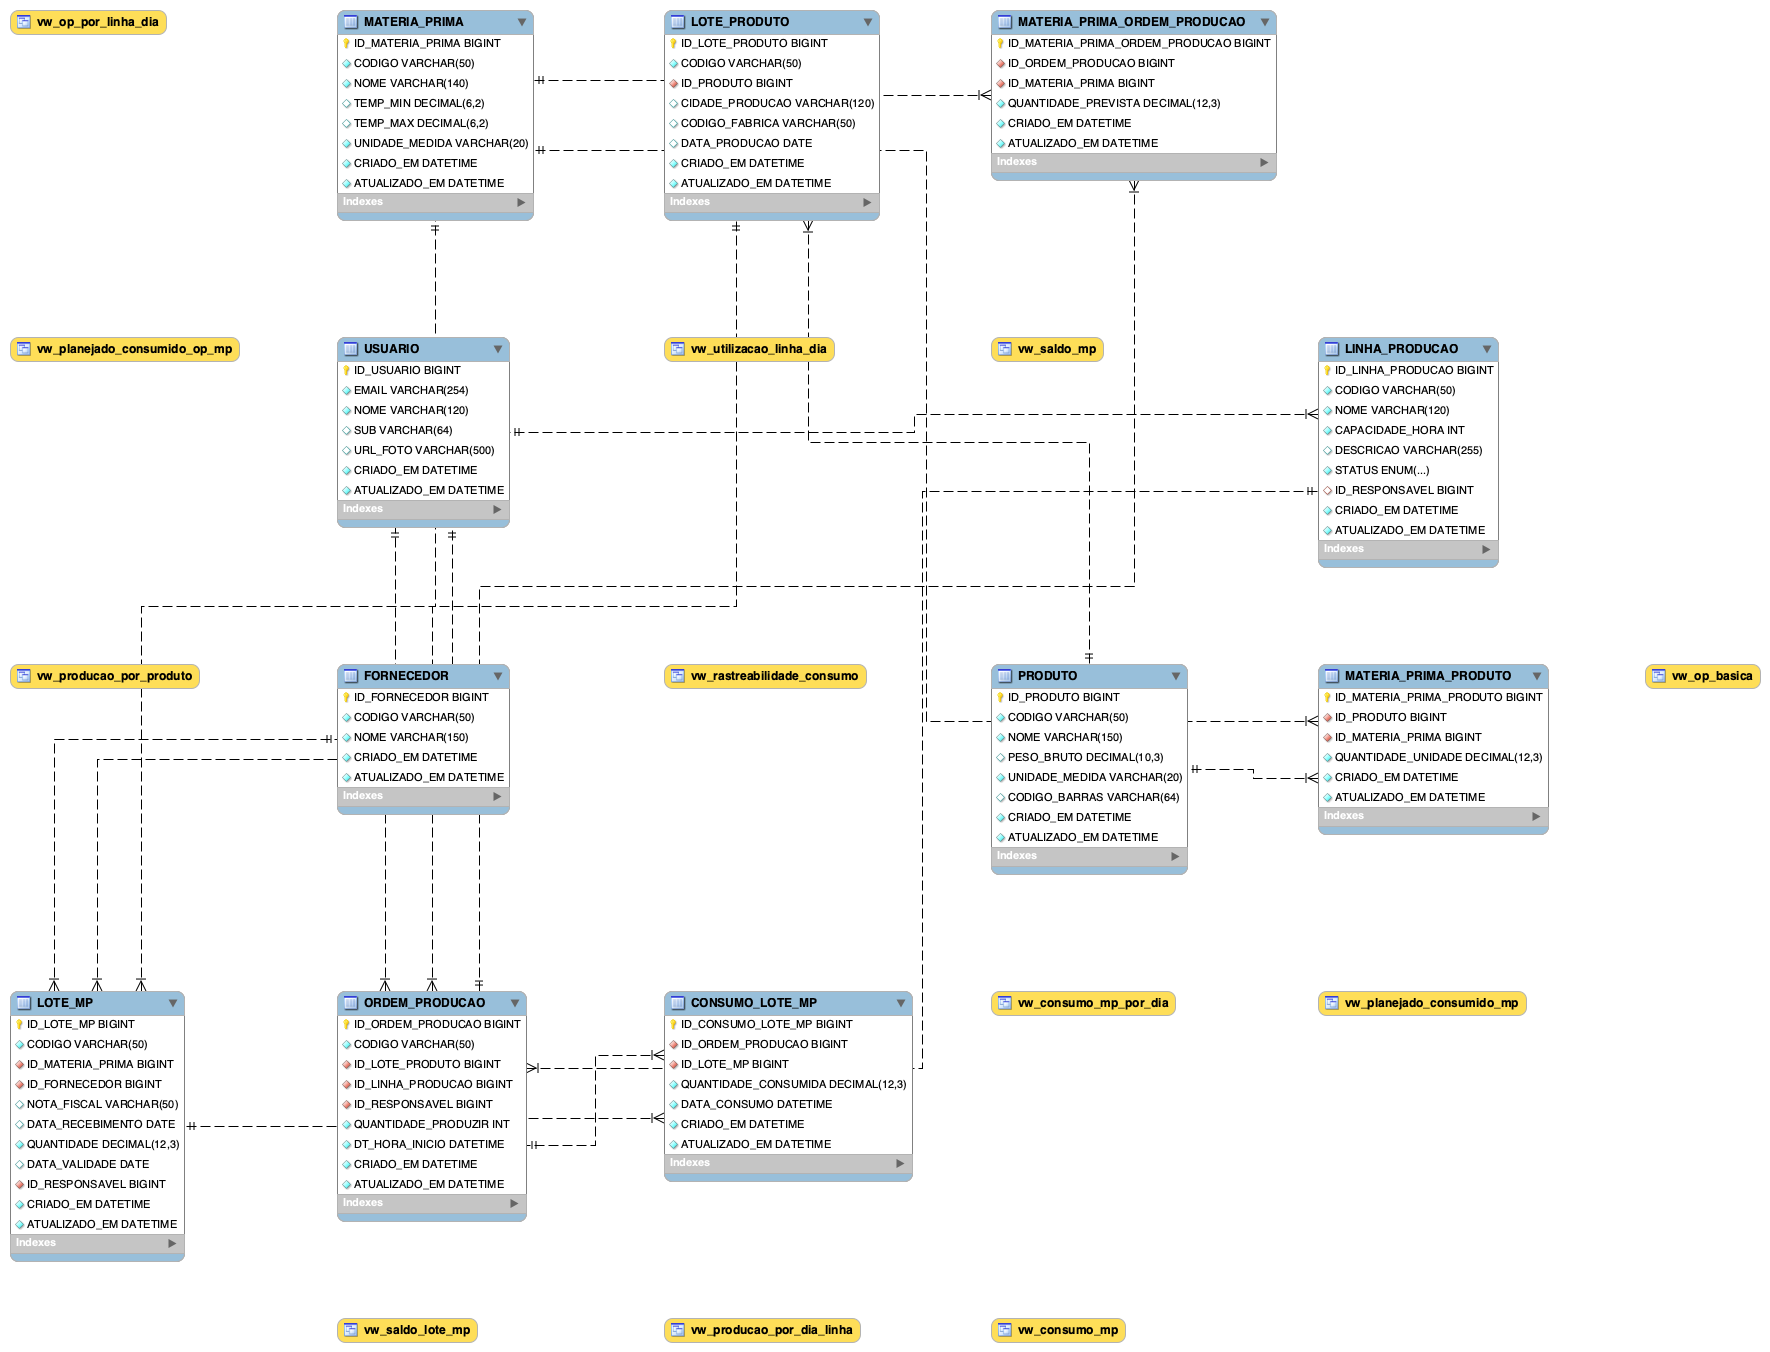 vw_op_por_linha_dia
MATERIA_PRIMA
ID_MATERIA_PRIMA BIGINT
CODIGO VARCHAR(50)
NOME VARCHAR(140)
TEMP_MIN DECIMAL(6,2)
TEMP_MAX DECIMAL(6,2)
UNIDADE_MEDIDA VARCHAR(20)
CRIADO_EM DATETIME
ATUALIZADO_EM DATETIME
Indexes
LOTE_PRODUTO
ID_LOTE_PRODUTO BIGINT
CODIGO VARCHAR(50)
ID_PRODUTO BIGINT
CIDADE_PRODUCAO VARCHAR(120)
CODIGO_FABRICA VARCHAR(50)
DATA_PRODUCAO DATE
CRIADO_EM DATETIME
ATUALIZADO_EM DATETIME
Indexes
MATERIA_PRIMA_ORDEM_PRODUCAO
ID_MATERIA_PRIMA_ORDEM_PRODUCAO BIGINT
ID_ORDEM_PRODUCAO BIGINT
ID_MATERIA_PRIMA BIGINT
QUANTIDADE_PREVISTA DECIMAL(12,3)
CRIADO_EM DATETIME
ATUALIZADO_EM DATETIME
Indexes
vw_planejado_consumido_op_mp
USUARIO
ID_USUARIO BIGINT
EMAIL VARCHAR(254)
NOME VARCHAR(120)
SUB VARCHAR(64)
URL_FOTO VARCHAR(500)
CRIADO_EM DATETIME
ATUALIZADO_EM DATETIME
Indexes
vw_utilizacao_linha_dia
vw_saldo_mp
LINHA_PRODUCAO
ID_LINHA_PRODUCAO BIGINT
CODIGO VARCHAR(50)
NOME VARCHAR(120)
CAPACIDADE_HORA INT
DESCRICAO VARCHAR(255)
STATUS ENUM(...)
ID_RESPONSAVEL BIGINT
CRIADO_EM DATETIME
ATUALIZADO_EM DATETIME
Indexes
vw_producao_por_produto
FORNECEDOR
ID_FORNECEDOR BIGINT
CODIGO VARCHAR(50)
NOME VARCHAR(150)
CRIADO_EM DATETIME
ATUALIZADO_EM DATETIME
Indexes
vw_rastreabilidade_consumo
PRODUTO
ID_PRODUTO BIGINT
CODIGO VARCHAR(50)
NOME VARCHAR(150)
PESO_BRUTO DECIMAL(10,3)
UNIDADE_MEDIDA VARCHAR(20)
CODIGO_BARRAS VARCHAR(64)
CRIADO_EM DATETIME
ATUALIZADO_EM DATETIME
Indexes
MATERIA_PRIMA_PRODUTO
ID_MATERIA_PRIMA_PRODUTO BIGINT
ID_PRODUTO BIGINT
ID_MATERIA_PRIMA BIGINT
QUANTIDADE_UNIDADE DECIMAL(12,3)
CRIADO_EM DATETIME
ATUALIZADO_EM DATETIME
Indexes
vw_op_basica
LOTE_MP
ID_LOTE_MP BIGINT
CODIGO VARCHAR(50)
ID_MATERIA_PRIMA BIGINT
ID_FORNECEDOR BIGINT
NOTA_FISCAL VARCHAR(50)
DATA_RECEBIMENTO DATE
QUANTIDADE DECIMAL(12,3)
DATA_VALIDADE DATE
ID_RESPONSAVEL BIGINT
CRIADO_EM DATETIME
ATUALIZADO_EM DATETIME
Indexes
ORDEM_PRODUCAO
ID_ORDEM_PRODUCAO BIGINT
CODIGO VARCHAR(50)
ID_LOTE_PRODUTO BIGINT
ID_LINHA_PRODUCAO BIGINT
ID_RESPONSAVEL BIGINT
QUANTIDADE_PRODUZIR INT
DT_HORA_INICIO DATETIME
CRIADO_EM DATETIME
ATUALIZADO_EM DATETIME
Indexes
CONSUMO_LOTE_MP
ID_CONSUMO_LOTE_MP BIGINT
ID_ORDEM_PRODUCAO BIGINT
ID_LOTE_MP BIGINT
QUANTIDADE_CONSUMIDA DECIMAL(12,3)
DATA_CONSUMO DATETIME
CRIADO_EM DATETIME
ATUALIZADO_EM DATETIME
Indexes
vw_consumo_mp_por_dia
vw_planejado_consumido_mp
vw_saldo_lote_mp
vw_producao_por_dia_linha
vw_consumo_mp